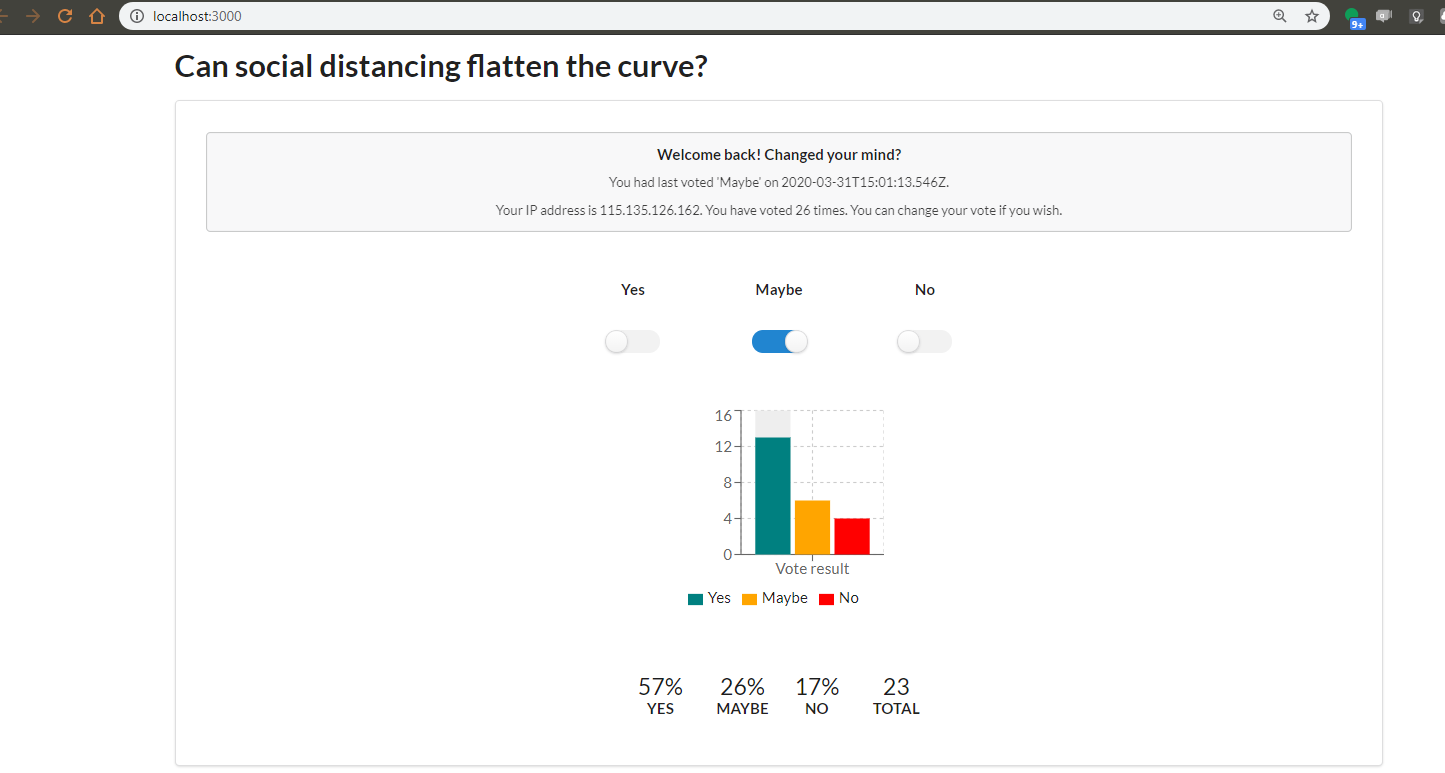 localhost:3000
9+
Can social distancing flatten the curve?
Welcome back! Changed your mind?
You had last voted 'Maybe' on 2020-03-31T15:01:13.546Z.
Your IP address is 115.135.126.162. You have voted 26 times. You can change your vote if you wish.
Yes Maybe No
16
12
8
4
0
Vote result
Yes Maybe No
57% 26% 17% 23
YES MAYBE NO TOTAL